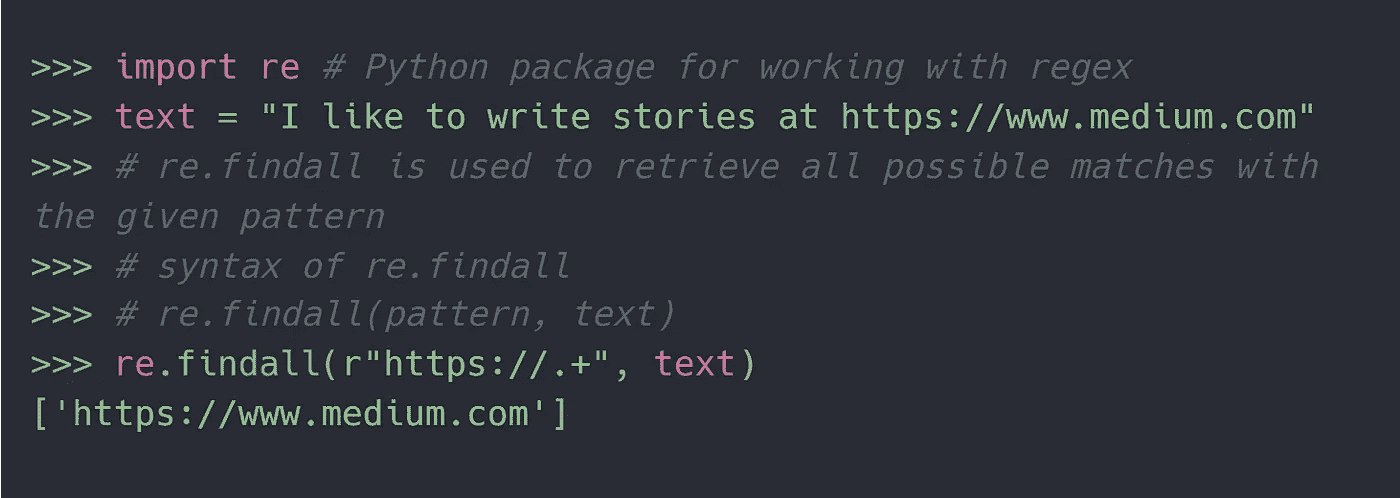 >>> import re # Python package for working with regex
>>> text = "I like to write stories at https://www.medium.com"
>>> # re.findall is used to retrieve all possible matches with
the given pattern
>>> # syntax of re.findall
>>> # re.findall(pattern, text)
>>> re.findall(r"https://.+", text)
['https://www.medium.com']